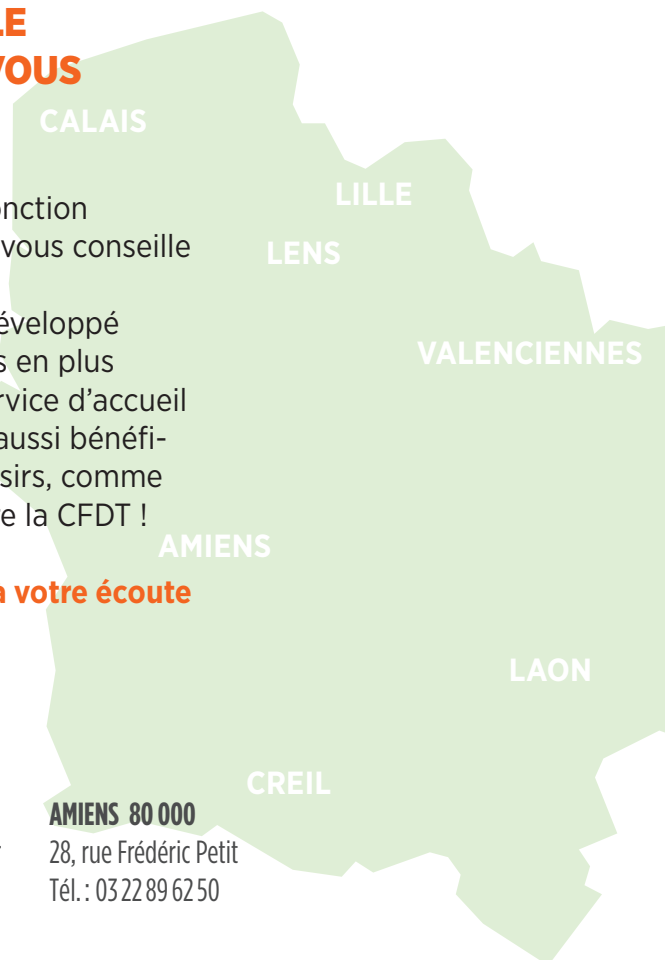 LE
VOUS
CALAIS
LILLE
onction
vous conseille
LENS
éveloppé
VALENCIENNES
s en plus
rvice d'accueil
aussi bénéfi-
sirs, comme
re la CFDT !
AMIENS
à votre écoute
LAON
CREIL
AMIENS 80 000
28, rue Frédéric Petit
Tél. : 03 22 89 62 50